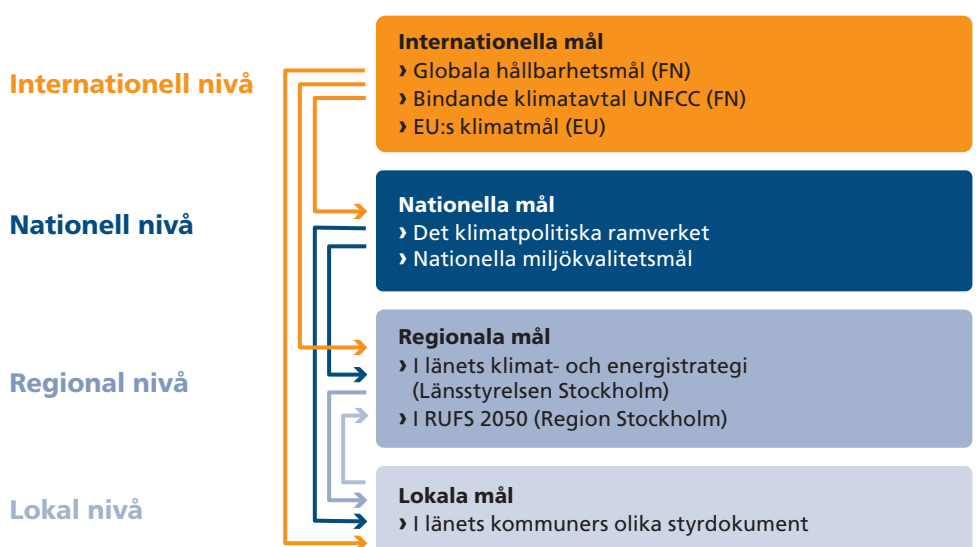 Internationell nivå
Internationella mål
› Globala hållbarhetsmål (FN)
› Bindande klimatavtal UNFCC (FN)
› EU:s klimatmål (EU)
Nationell nivå
Nationella mål
› Det klimatpolitiska ramverket
› Nationella miljökvalitetsmål
Regional nivå
Regionala mål
› I länets klimat- och energistrategi
(Länsstyrelsen Stockholm)
› I RUFS 2050 (Region Stockholm)
Lokal nivå
Lokala mål
› I länets kommuners olika styrdokument